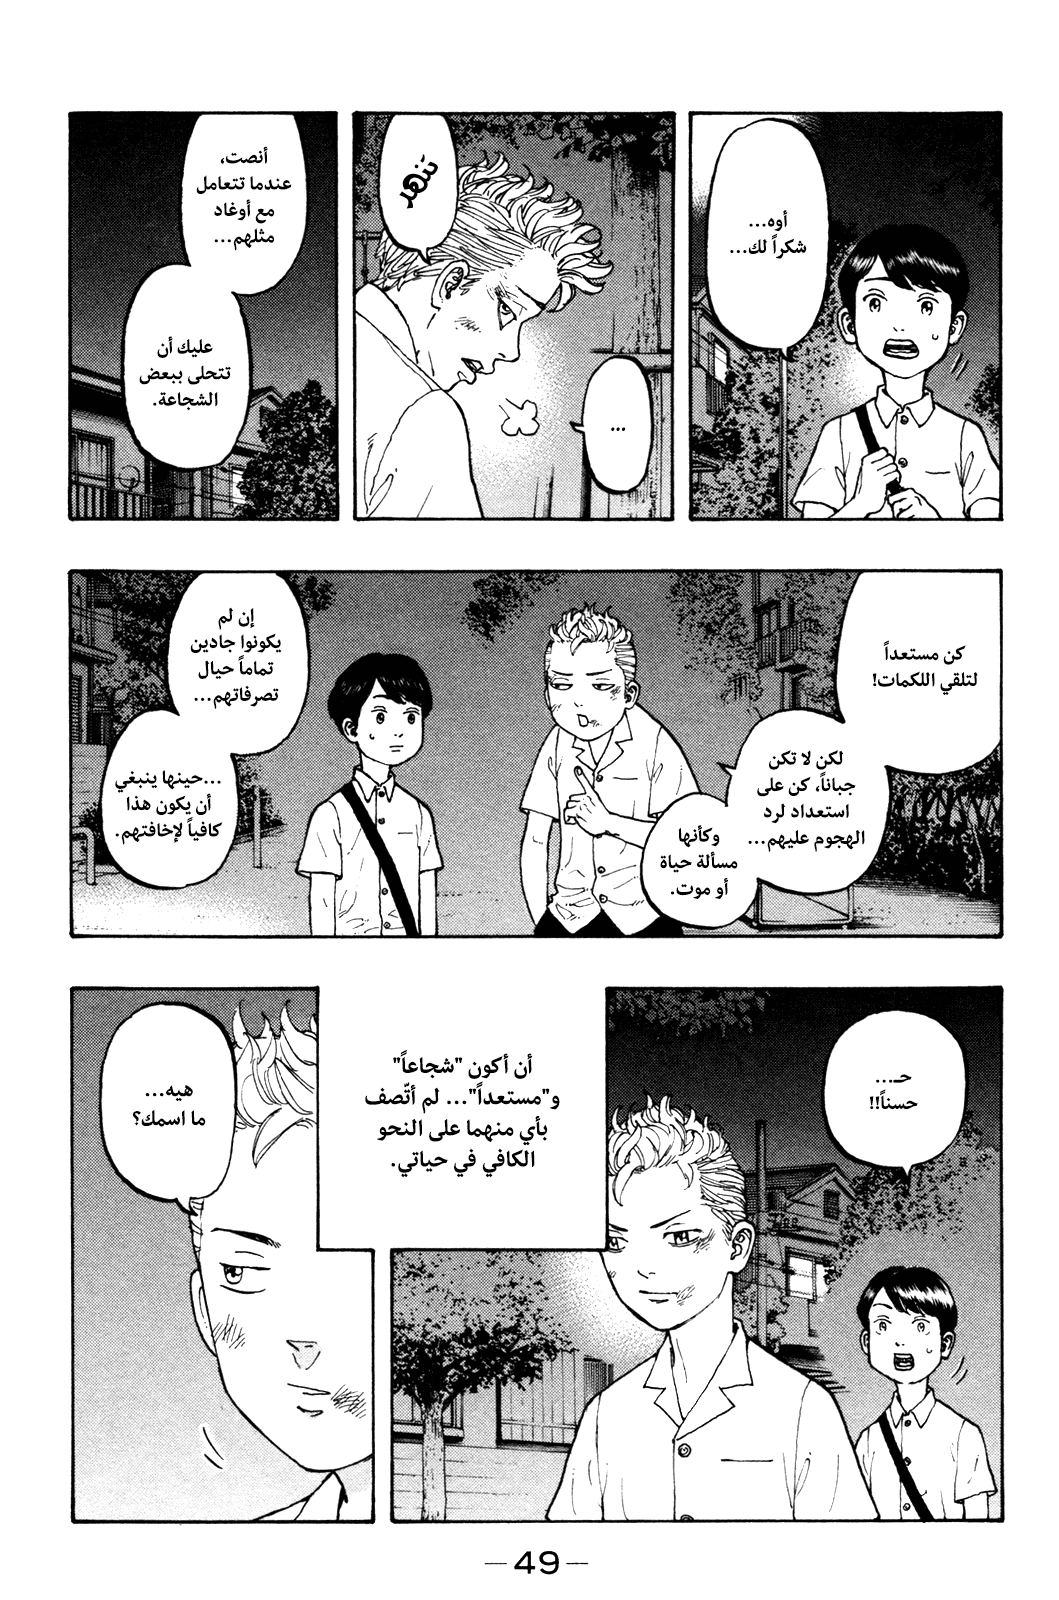 أوه...
شكراً لك...
تنهد
...
أنصت،
عندما تتعامل
مع أوغاد
مثلهم...
عليك أن
تتحلى ببعض
الشجاعة.
كن مستعداً
لتلقي اللكمات!
لكن لا تكن
جباناً، كن على
استعداد لرد
الهجوم عليهم...
وكأنها
مسألة حياة
أو موت.
إن لم
يكونوا جادين
تماماً حيال
تصرفاتهم...
...حينها ينبغي
أن يكون هذا
كافياً لإخافتهم.
حـ...
حسناً!!
أن أكون "شجاعاً"
و"مستعداً"... لم أتّصف
بأي منهما على النحو
الكافي في حياتي.
هيه...
ما اسمك؟
— 49 —